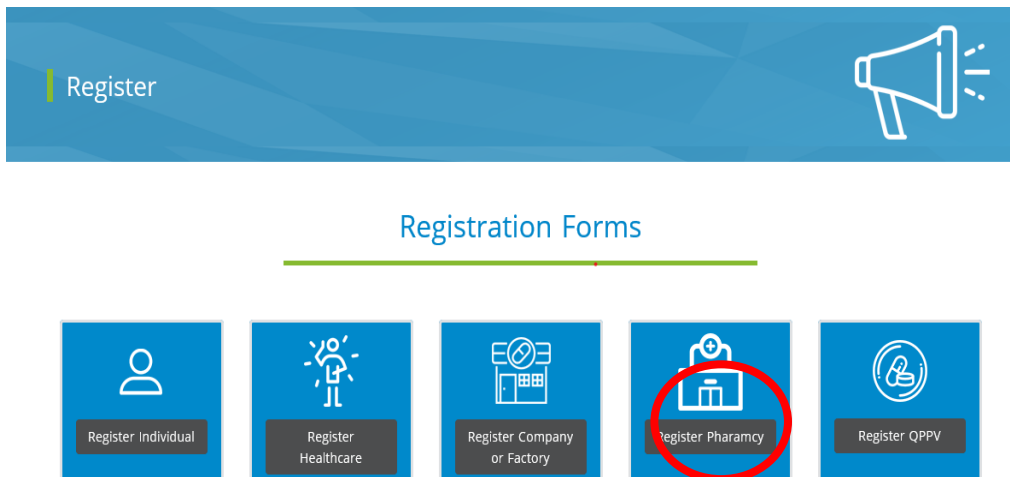 Register
Registration Forms
Register Individual
Register
Healthcare
Register Company
or Factory
Register Pharamcy
Register QPPV